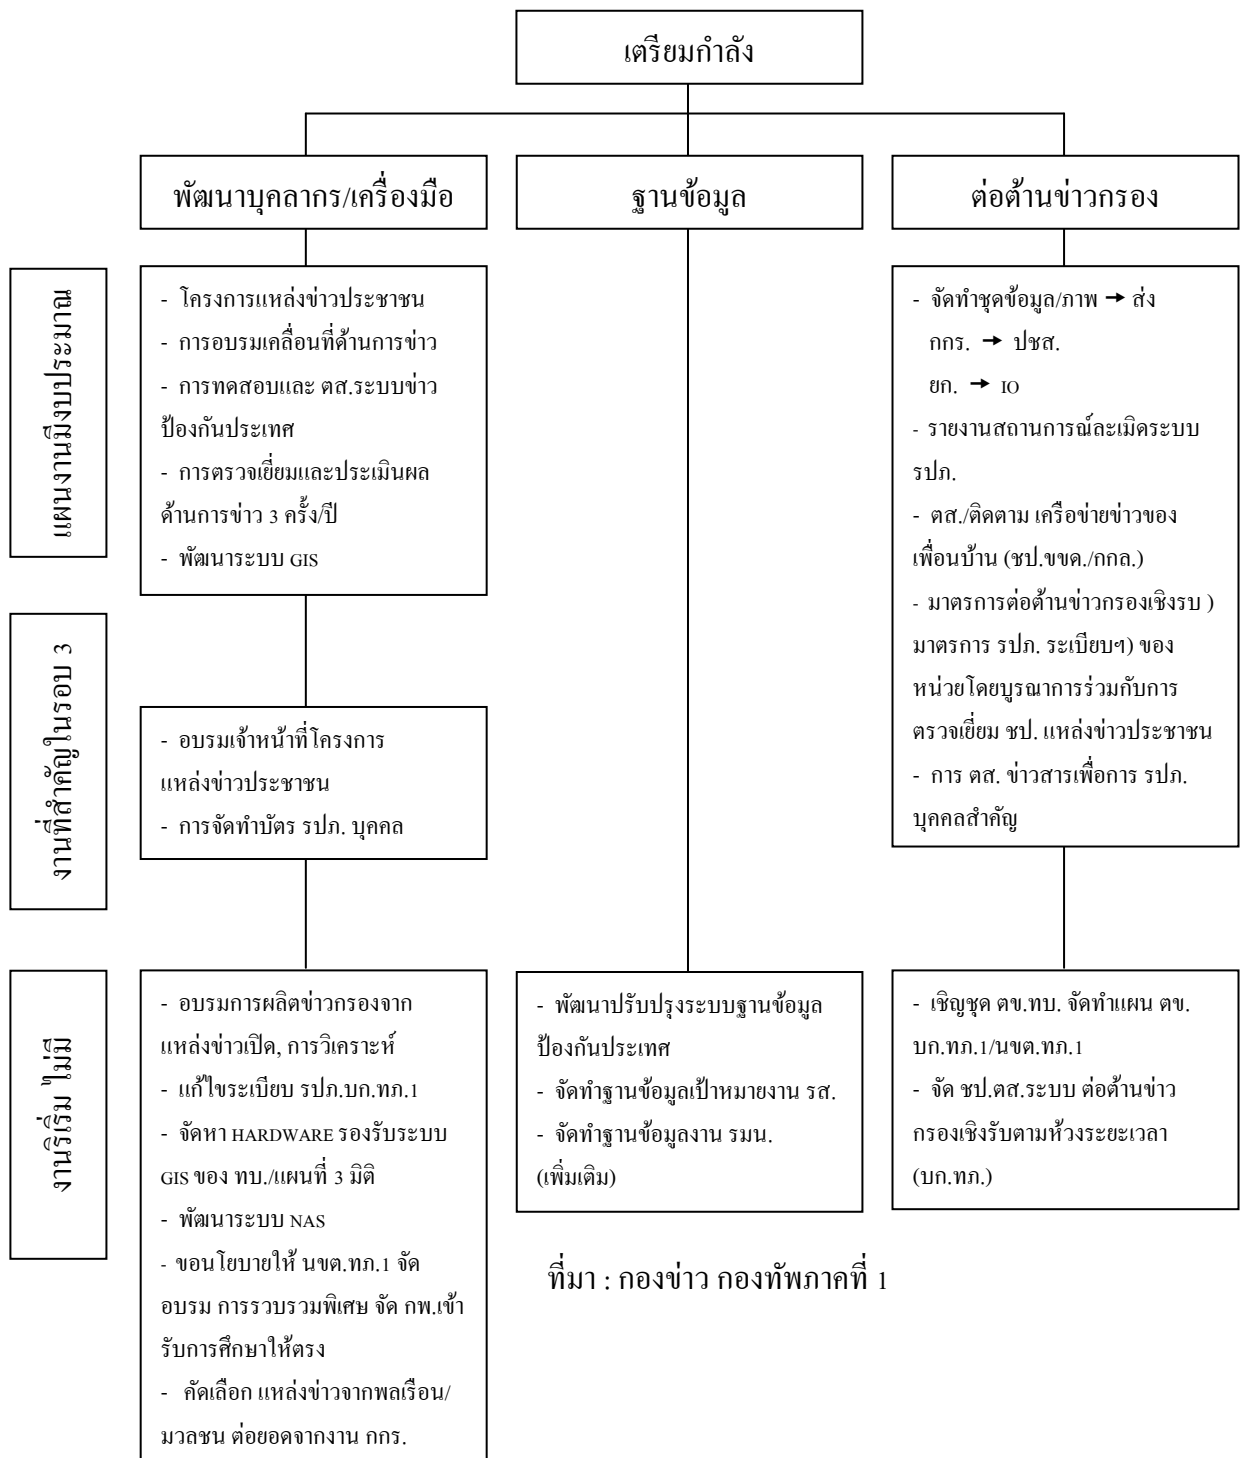 เตรียมกำลัง
พัฒนาบุคลากร/เครื่องมือ
ฐานข้อมูล
ต่อต้านข่าวกรอง
แผนงานมีงบประมาณ
- โครงการแหล่งข่าวประชาชน
- การอบรมเคลื่อนที่ด้านการข่าว
- การทดสอบและ ตส.ระบบข่าว
ป้องกันประเทศ
- การตรวจเยี่ยมและประเมินผล
ด้านการข่าว 3 ครั้ง/ปี
- พัฒนาระบบ GIS
- จัดทำชุดข้อมูล/ภาพ → ส่ง
กกร. → ปชส.
ยก. → IO
- รายงานสถานการณ์ละเมิดระบบ
รปภ.
- ตส./ติดตาม เครือข่ายข่าวของ
เพื่อนบ้าน (ชป.ขขด./กกล.)
- มาตรการต่อต้านข่าวกรองเชิงรบ )
มาตรการ รปภ. ระเบียบฯ) ของ
หน่วยโดยบูรณาการร่วมกับการ
ตรวจเยี่ยม ชป. แหล่งข่าวประชาชน
- การ ตส. ข่าวสารเพื่อการ รปภ.
บุคคลสำคัญ
งานที่สำคัญในรอบ 3
- อบรมเจ้าหน้าที่โครงการ
แหล่งข่าวประชาชน
- การจัดทำบัตร รปภ. บุคคล
งานริเริ่ม ไม่มี
- อบรมการผลิตข่าวกรองจาก
แหล่งข่าวเปิด, การวิเคราะห์
- แก้ไขระเบียบ รปภ.บก.ทภ.1
- จัดหา HARDWARE รองรับระบบ
GIS ของ ทบ./แผนที่ 3 มิติ
- พัฒนาระบบ NAS
- ขอนโยบายให้ นขต.ทภ.1 จัด
อบรม การรวบรวมพิเศษ จัด กพ.เข้า
รับการศึกษาให้ตรง
- คัดเลือก แหล่งข่าวจากพลเรือน/
มวลชน ต่อยอดจากงาน กกร.
- พัฒนาปรับปรุงระบบฐานข้อมูล
ป้องกันประเทศ
- จัดทำฐานข้อมูลเป้าหมายงาน รส.
- จัดทำฐานข้อมูลงาน รมน.
(เพิ่มเติม)
- เชิญชุด ตข.ทบ. จัดทำแผน ตข.
บก.ทภ.1/นขต.ทภ.1
- จัด ชป.ตส.ระบบ ต่อต้านข่าว
กรองเชิงรับตามห้วงระยะเวลา
(บก.ทภ.)
ที่มา : กองข่าว กองทัพภาคที่ 1